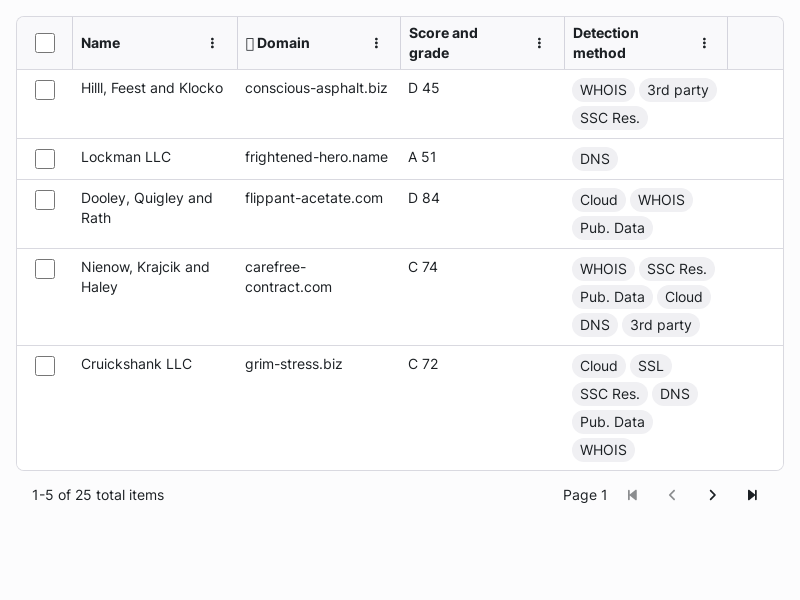 Name
Domain
Score and
grade
Detection
method
Hilll, Feest and Klocko
conscious-asphalt.biz
D 45
WHOIS 3rd party
SSC Res.
Lockman LLC
frightened-hero.name
A 51
DNS
Dooley, Quigley and
Rath
flippant-acetate.com
D 84
Cloud WHOIS
Pub. Data
Nienow, Krajcik and
Haley
carefree-
contract.com
C 74
WHOIS SSC Res.
Pub. Data Cloud
DNS 3rd party
Cruickshank LLC
grim-stress.biz
C 72
Cloud SSL
SSC Res. DNS
Pub. Data
WHOIS
1-5 of 25 total items
Page 1